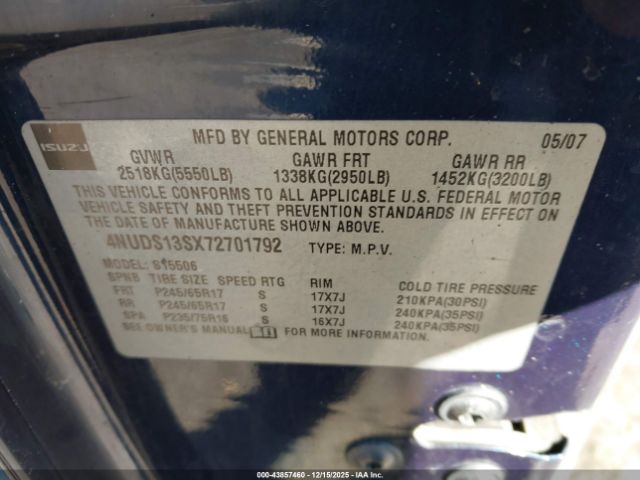 MFD BY GENERAL MOTORS CORP. 05/07
ISUZU
GVWR GAWR FRT GAWR RR
2518KG(5550LB) 1338KG(2950LB) 1452KG(3200LB)
THIS VEHICLE CONFORMS TO ALL APPLICABLE U.S. FEDERAL MOTOR
VEHICLE SAFETY AND THEFT PREVENTION STANDARDS IN EFFECT ON
THE DATE OF MANUFACTURE SHOWN ABOVE.
4NUDS13SX72701792 TYPE: M.P.V.
MODEL: S15506
SPNB TIRE SIZE SPEED RTG RIM COLD TIRE PRESSURE
FRT P245/65R17 S 17X7J 210KPA(30PSI)
RR P245/65R17 S 17X7J 240KPA(35PSI)
SPA P235/75R16 S 16X7J 240KPA(35PSI)
SEE OWNER'S MANUAL FOR MORE INFORMATION.
© IAA - 43857460 - 12/15/2025 - IAAI.com